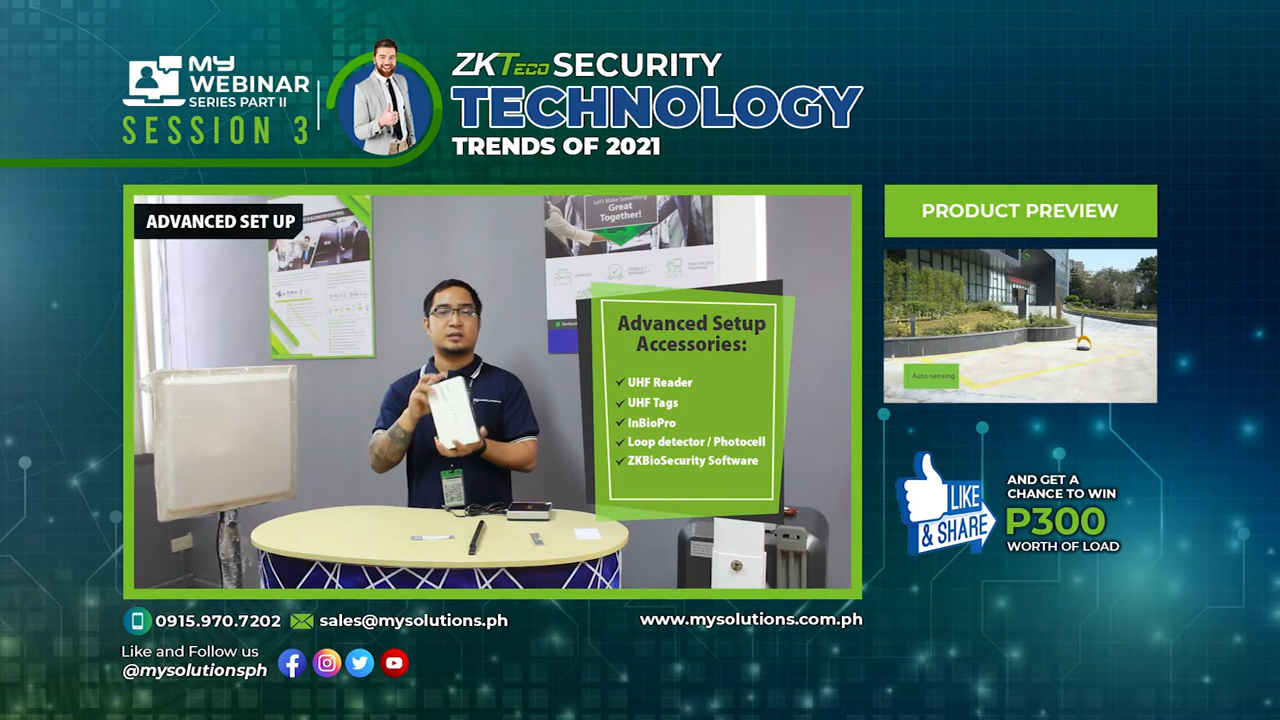 MY
WEBINAR
SERIES PART II
SESSION 3
ZKTECO SECURITY
TECHNOLOGY
TRENDS OF 2021
ADVANCED SET UP
Let's Make Something
Great
Together!
Advanced Setup
Accessories:
UHF Reader
UHF Tags
InBioPro
Loop detector / Photocell
ZKBioSecurity Software
PRODUCT PREVIEW
Auto-sensing
LIKE
& SHARE
AND GET A
CHANCE TO WIN
P300
WORTH OF LOAD
0915.970.7202
sales@mysolutions.ph
www.mysolutions.com.ph
Like and Follow us
@mysolutionsph